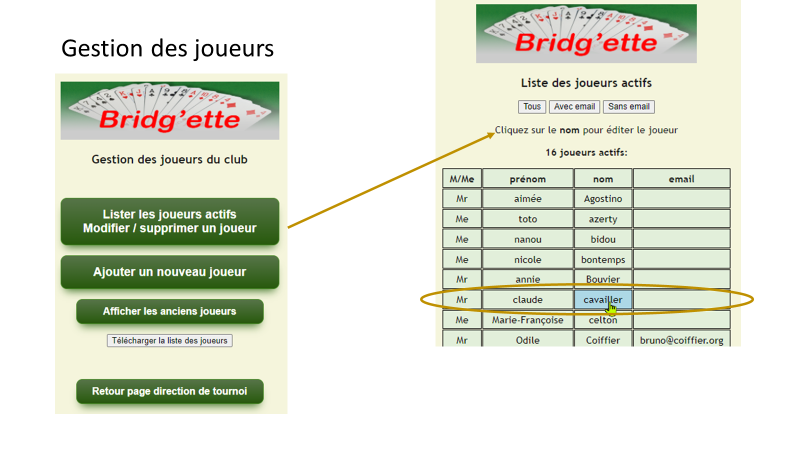 Gestion des joueurs
Bridg'ette
Gestion des joueurs du club
Lister les joueurs actifs
Modifier / supprimer un joueur
Ajouter un nouveau joueur
Afficher les anciens joueurs
Télécharger la liste des joueurs
Retour page direction de tournoi
Bridg'ette
Liste des joueurs actifs
Tous Avec email Sans email
Cliquez sur le nom pour éditer le joueur
16 joueurs actifs:
M/Me prénom nom email
Mr aimée Agostino
Me toto azerty
Me nanou bidou
Me nicole bontemps
Mr annie Bouvier
Mr claude cavailler
Me Marie-Françoise celton
Mr Odile Coiffier bruno@coiffier.org